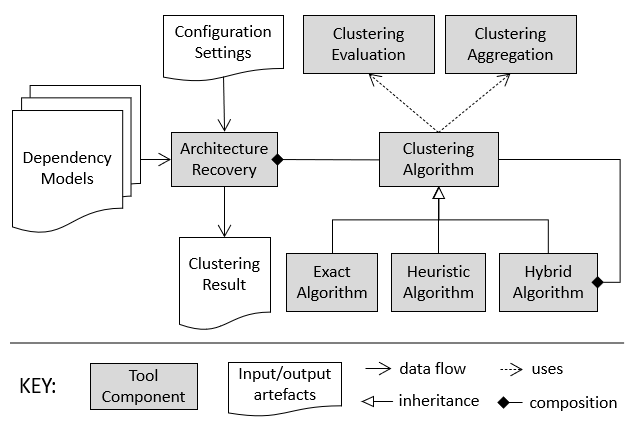 Configuration
Settings
Clustering
Evaluation
Clustering
Aggregation
Dependency
Models
Architecture
Recovery
Clustering
Algorithm
Clustering
Result
Exact
Algorithm
Heuristic
Algorithm
Hybrid
Algorithm
KEY:
Tool
Component
Input/output
artefacts
data flow
uses
inheritance
composition